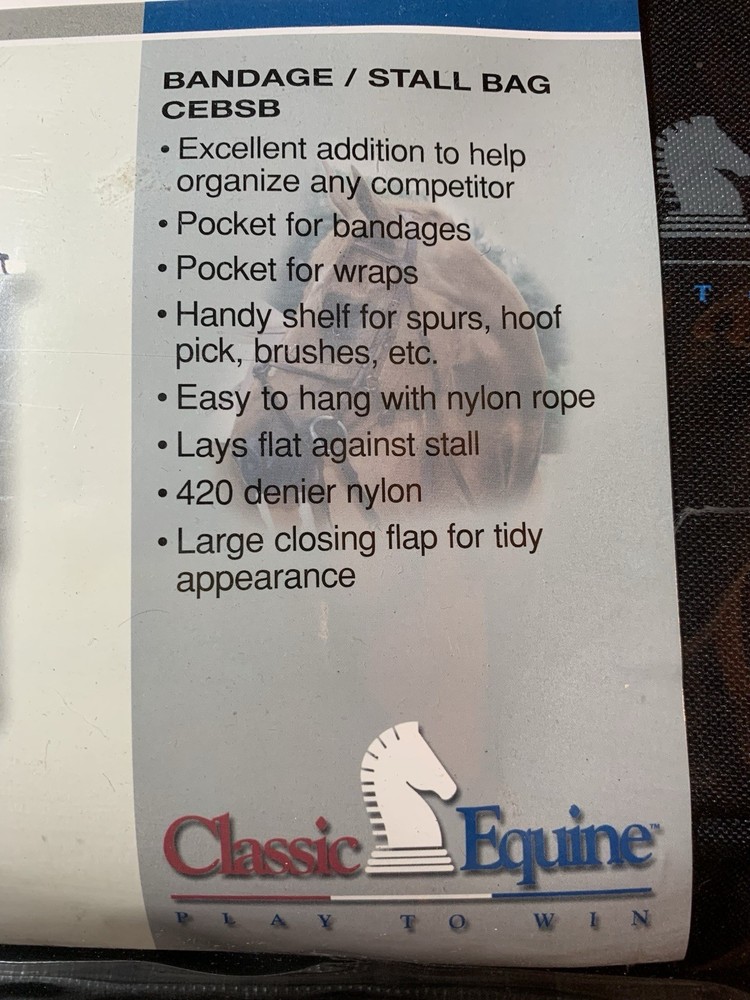 BANDAGE / STALL BAG
CEBSB
• Excellent addition to help
organize any competitor
• Pocket for bandages
• Pocket for wraps
• Handy shelf for spurs, hoof
pick, brushes, etc.
• Easy to hang with nylon rope
• Lays flat against stall
• 420 denier nylon
• Large closing flap for tidy
appearance
Classic Equine™
PLAY TO WIN
T